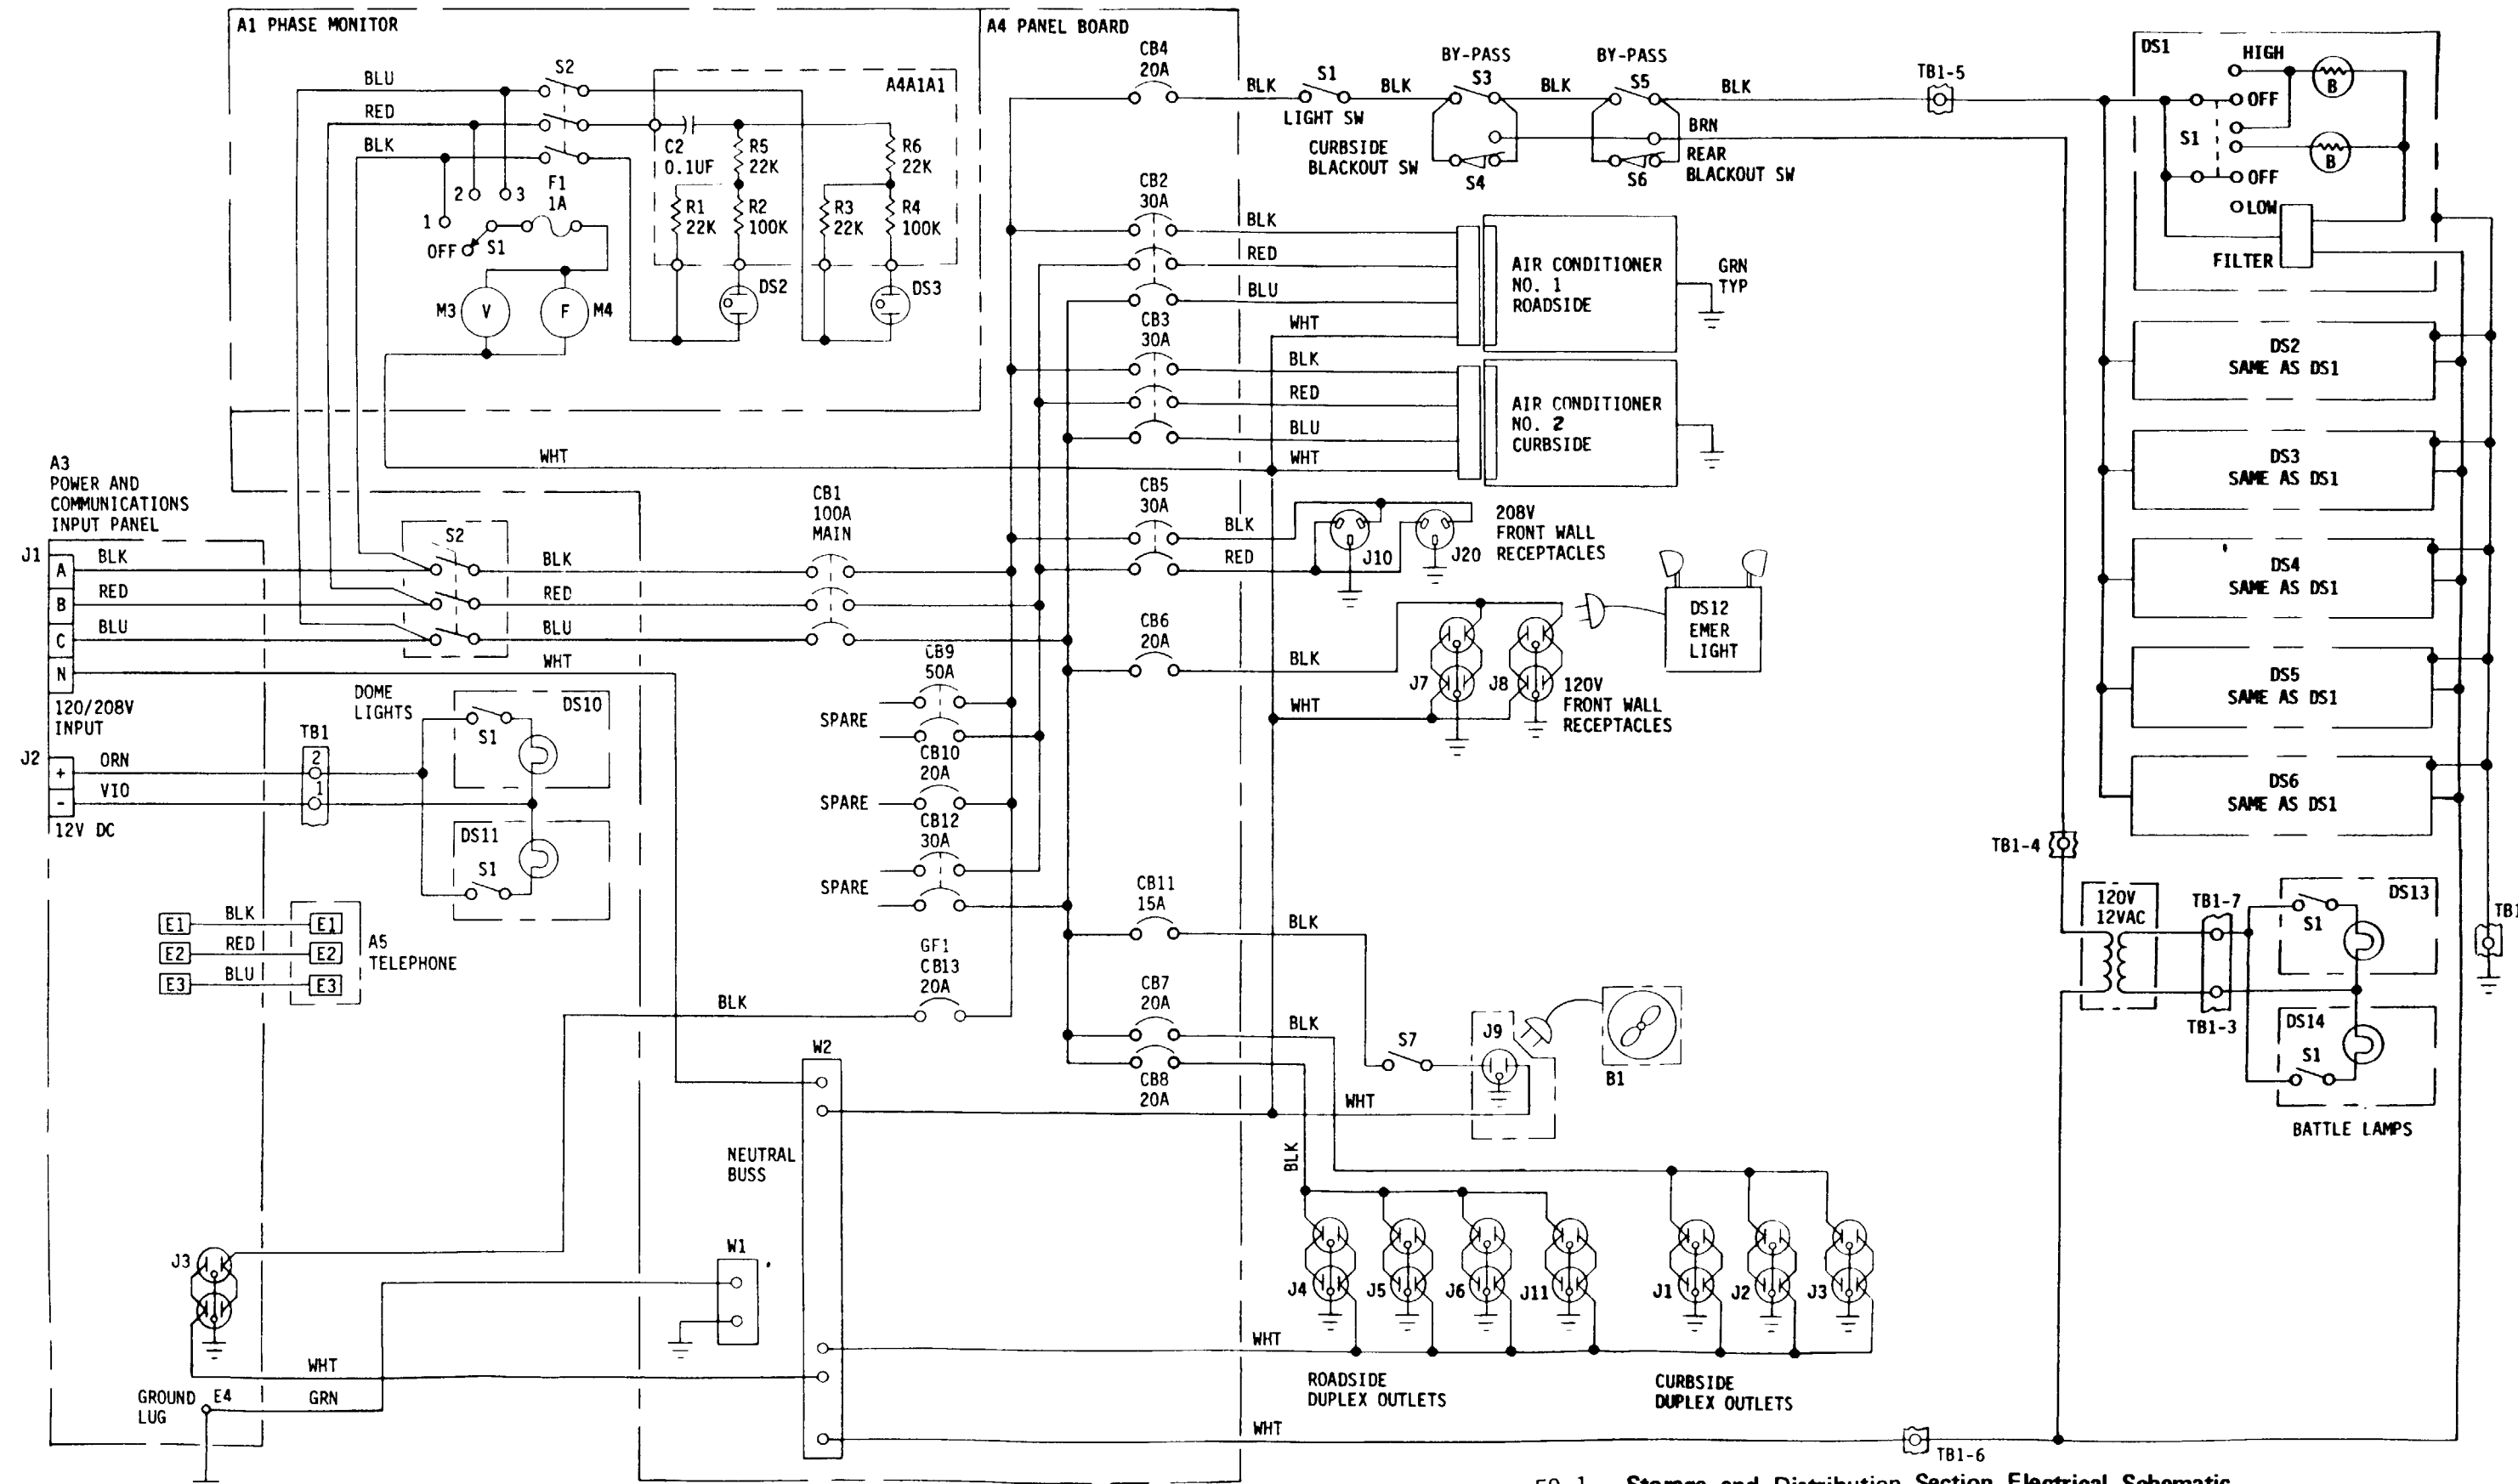 A1 PHASE MONITOR
A4 PANEL BOARD
BLU
RED
BLK
S2
A4A1A1
C2
0.1UF
R5
22K
R6
22K
R1
22K
R2
100K
R3
22K
R4
100K
2
3
1
F1
1A
OFF
S1
DS2
DS3
M3
V
F
M4
WHT
CB4
20A
BLK
S1
LIGHT SW
BLK
BY-PASS
S3
BLK
BY-PASS
S5
BLK
TB1-5
CURBSIDE
BLACKOUT SW
S4
S6
BRN
REAR
BLACKOUT SW
CB2
30A
BLK
RED
BLU
WHT
AIR CONDITIONER
NO. 1
ROADSIDE
GRN
TYP
CB3
30A
BLK
RED
BLU
WHT
AIR CONDITIONER
NO. 2
CURBSIDE
DS1
HIGH
B
OFF
S1
B
OFF
LOW
FILTER
DS2
SAME AS DS1
DS3
SAME AS DS1
DS4
SAME AS DS1
DS5
SAME AS DS1
DS6
SAME AS DS1
A3
POWER AND
COMMUNICATIONS
INPUT PANEL
J1
A
B
C
N
BLK
RED
BLU
120/208V
INPUT
S2
BLK
RED
BLU
WHT
CB1
100A
MAIN
CB5
30A
BLK
RED
J10
J20
208V
FRONT WALL
RECEPTACLES
CB6
20A
BLK
WHT
J7
J8
120V
FRONT WALL
RECEPTACLES
DS12
EMER
LIGHT
J2
+
-
ORN
VIO
12V DC
TB1
2
1
DOME
LIGHTS
DS10
S1
DS11
S1
CB9
50A
SPARE
CB10
20A
SPARE
CB12
30A
SPARE
E1
BLK
E1
E2
RED
E2
E3
BLU
E3
A5
TELEPHONE
GF1
CB13
20A
BLK
CB11
15A
BLK
CB7
20A
BLK
CB8
20A
BLK
S7
J9
B1
WHT
W2
NEUTRAL
BUSS
W1
TB1-4
120V
12VAC
TB1-7
TB1-3
DS13
S1
DS14
S1
BATTLE LAMPS
TB1
J3
WHT
GROUND
LUG
E4
GRN
J4
J5
J6
J11
J1
J2
J3
WHT
ROADSIDE
DUPLEX OUTLETS
CURBSIDE
DUPLEX OUTLETS
WHT
TB1-6
Storage and Distribution Section Electrical Schematic